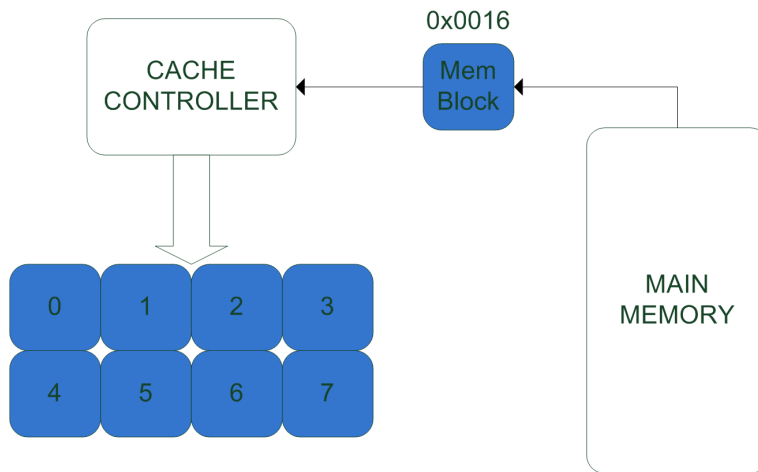 0x0016
CACHE
CONTROLLER
Mem
Block
0
1
2
3
4
5
6
7
MAIN
MEMORY